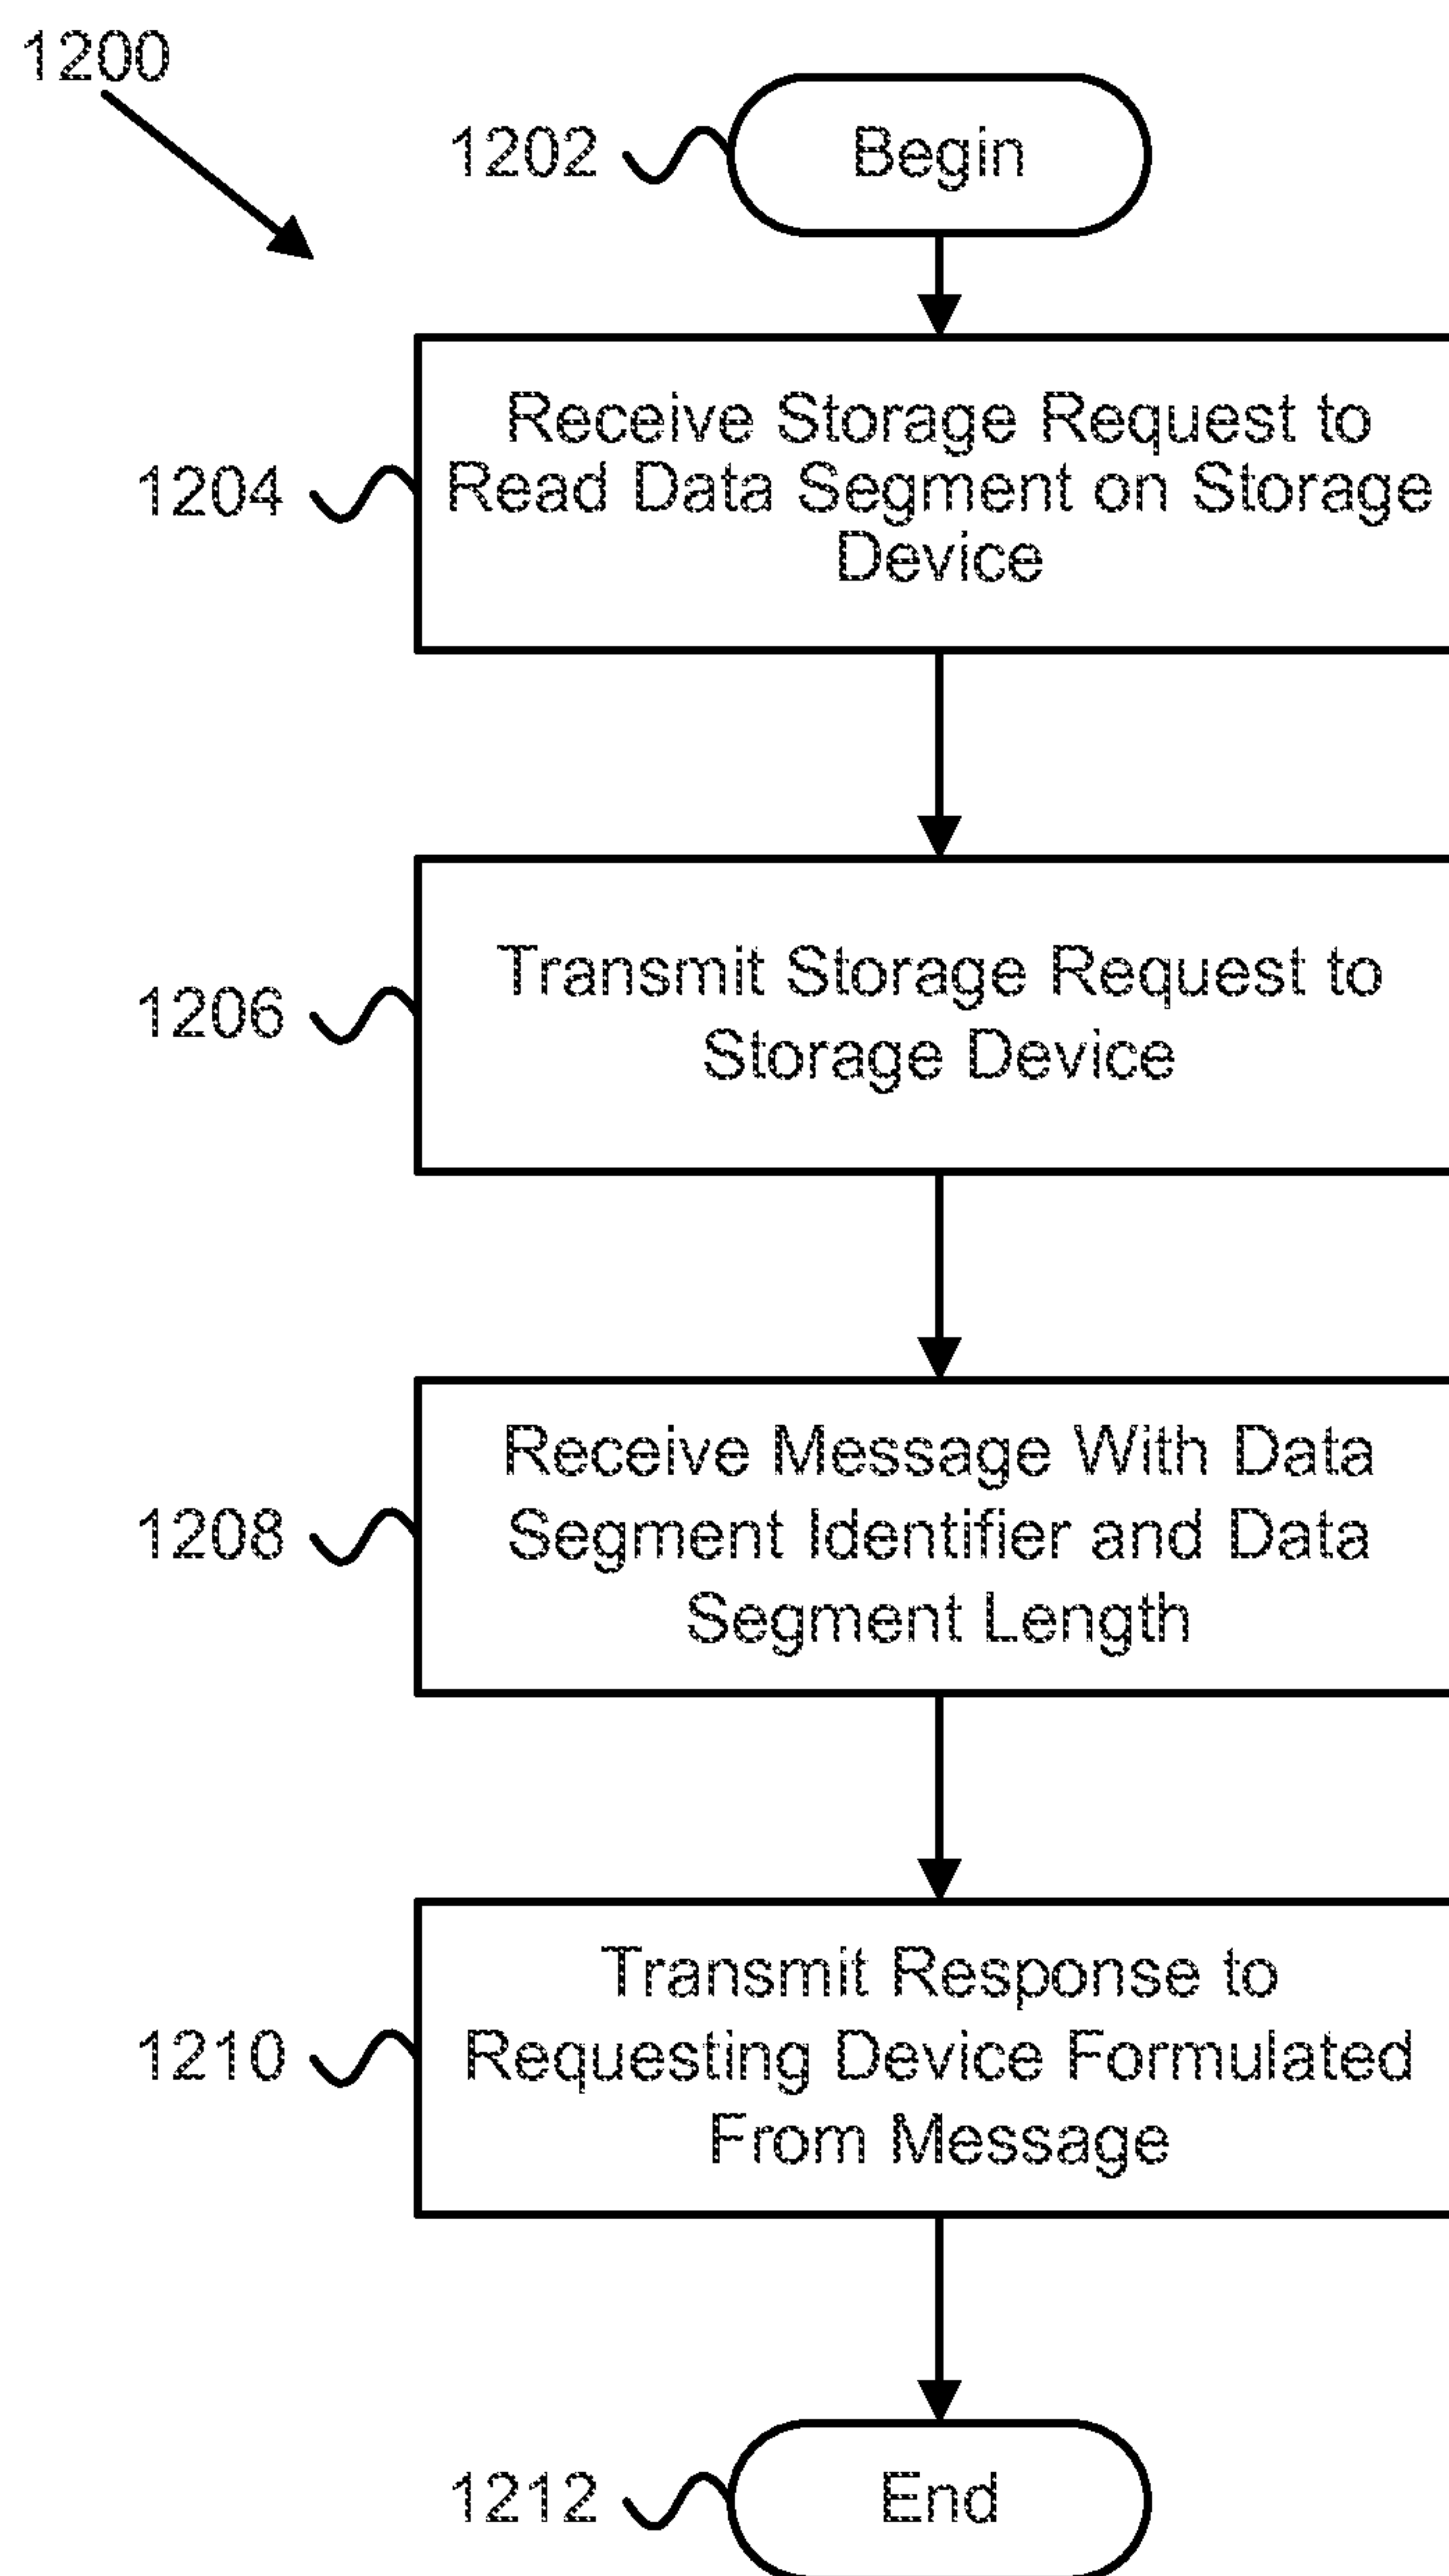 1200
1202
Begin
Receive Storage Request to
1204
Read Data Segment on Storage
Device
Transmit Storage Request to
1206
Storage Device
Receive Message With Data
1208
Segment Identifier and Data
Segment Length
Transmit Response to
1210
Requesting Device Formulated
From Message
1212
End